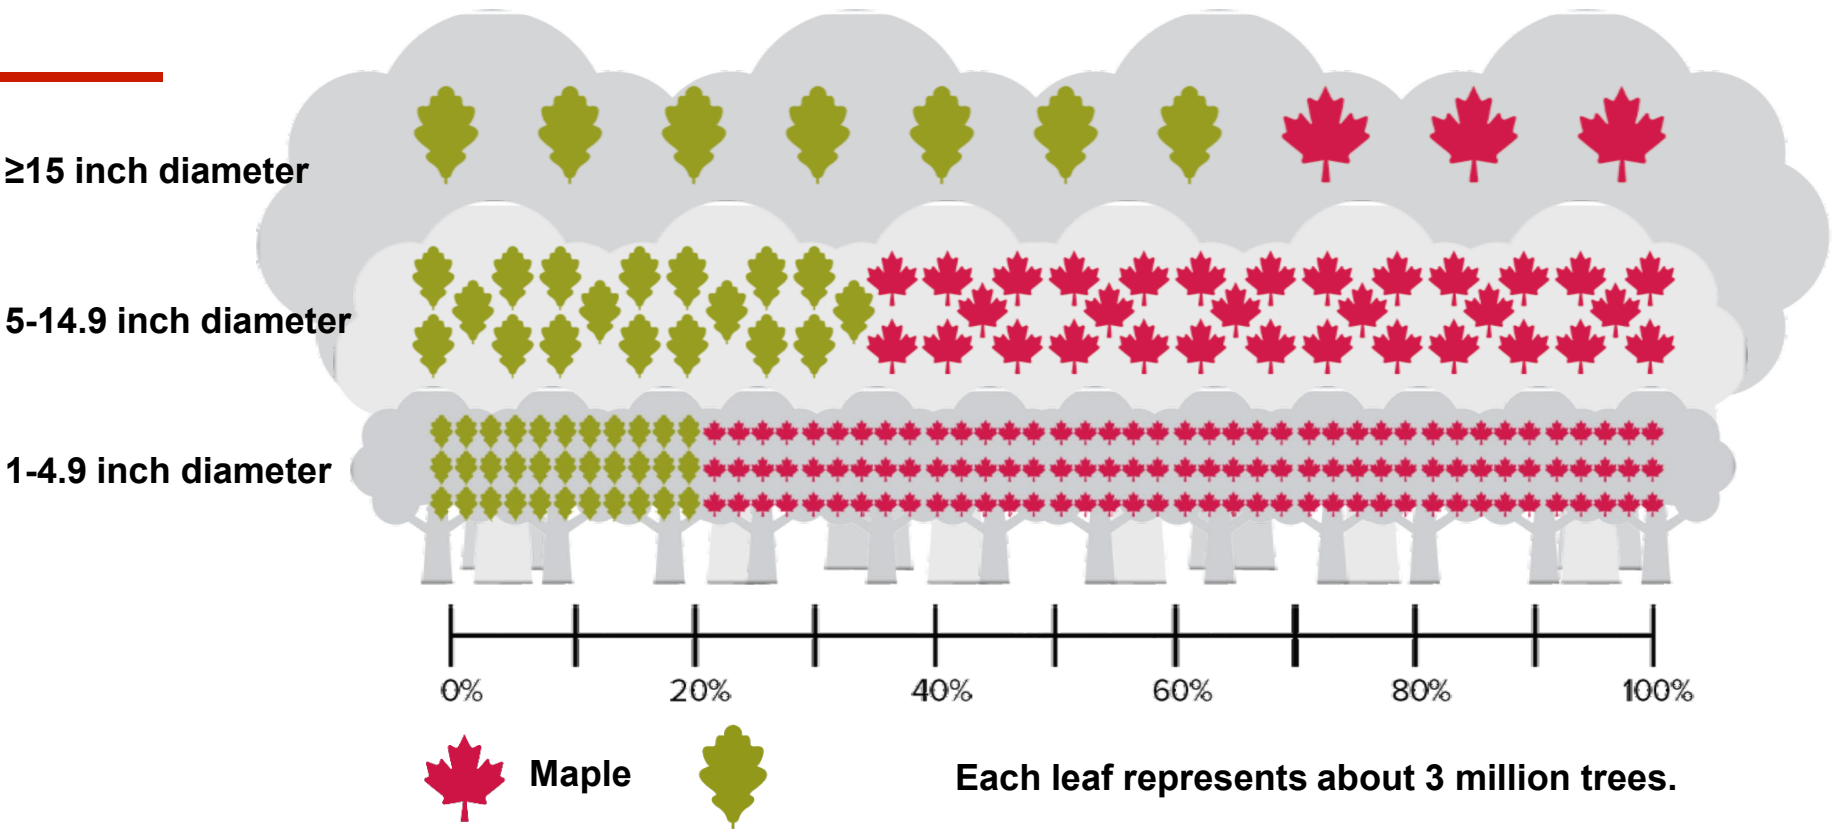 ≥15 inch diameter
5-14.9 inch diameter
1-4.9 inch diameter
0% 20% 40% 60% 80% 100%
Maple
Each leaf represents about 3 million trees.